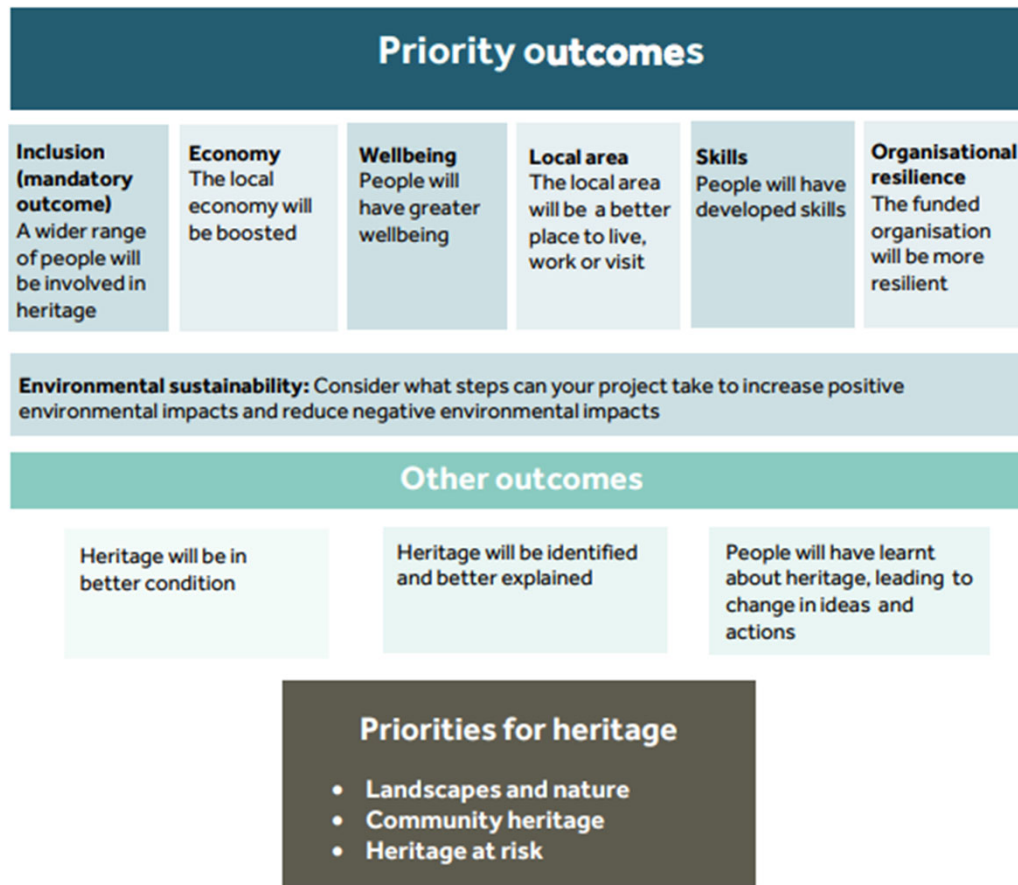 Priority outcomes
Inclusion
(mandatory
outcome)
A wider range
of people will
be involved in
heritage
Economy
The local
economy will
be boosted
Wellbeing
People will
have greater
wellbeing
Local area
The local area
will be a better
place to live,
work or visit
Skills
People will have
developed skills
Organisational
resilience
The funded
organisation
will be more
resilient
Environmental sustainability: Consider what steps can your project take to increase positive
environmental impacts and reduce negative environmental impacts
Other outcomes
Heritage will be in
better condition
Heritage will be identified
and better explained
People will have learnt
about heritage, leading to
change in ideas and
actions
Priorities for heritage
• Landscapes and nature
• Community heritage
• Heritage at risk